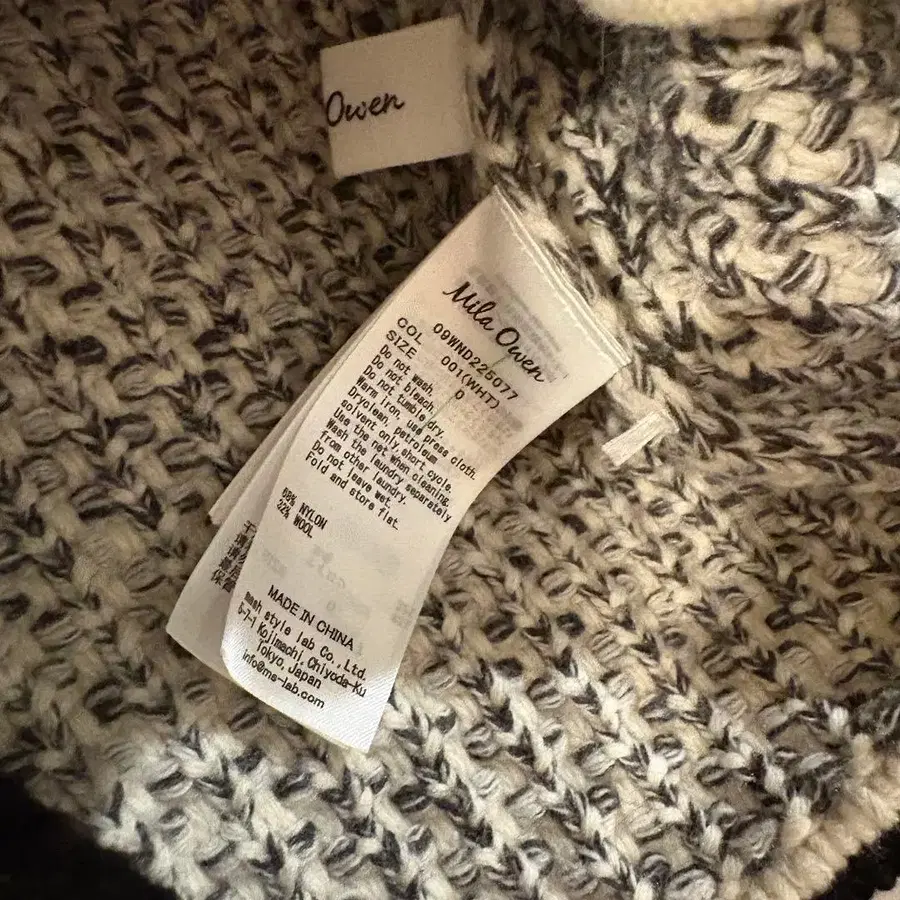 Owen
Mila Owen
09WND225077
COL 001(WHT)
SIZE 0
Do not wash.
Do not bleach.
Do not tumble dry.
Warm iron, use press cloth.
Dryclean, petroleum
solvent only, short cycle.
Use the net when cleaning.
Wash the laundry separately
from other laundry.
Do not leave wet.
Fold and store flat.
68% NYLON
32% WOOL
MADE IN CHINA
mash style lab Co.,Ltd.
5-7-1 Kojimachi,Chiyoda-Ku
Tokyo,Japan
info@ms-lab.com